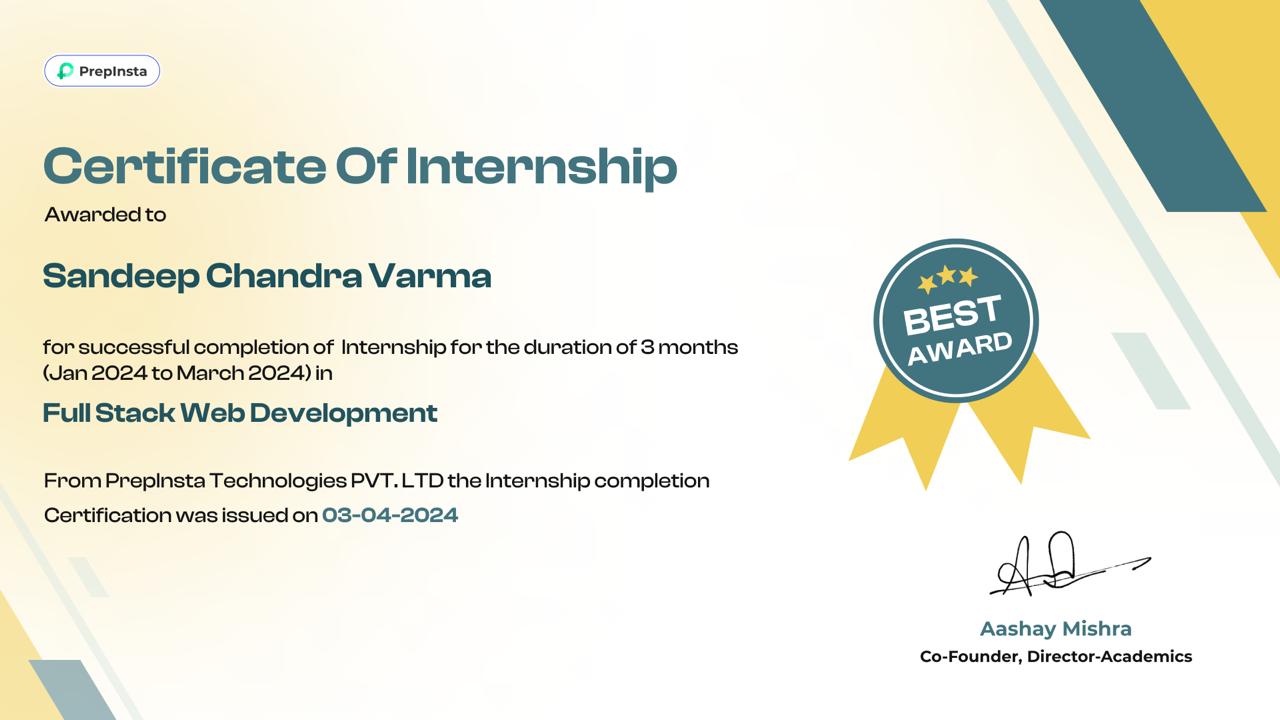 PrepInsta
Certificate Of Internship
Awarded to
Sandeep Chandra Varma
for successful completion of Internship for the duration of 3 months
(Jan 2024 to March 2024) in
Full Stack Web Development
From PrepInsta Technologies PVT. LTD the Internship completion
Certification was issued on 03-04-2024
BEST
AWARD
Aashay Mishra
Co-Founder, Director-Academics